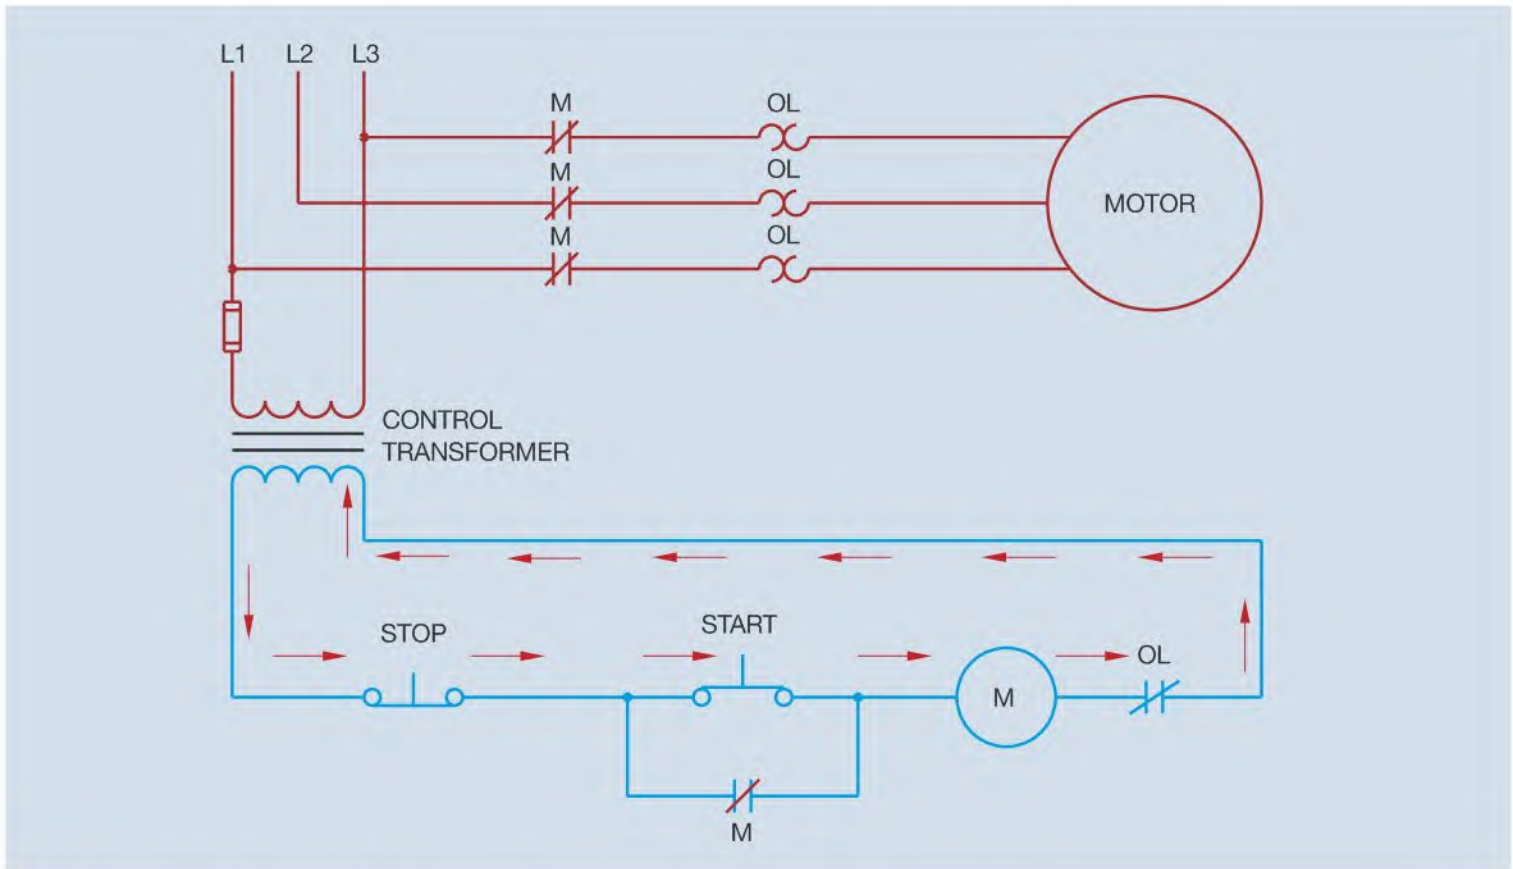 L1 L2 L3
M OL
M OL
MOTOR
M OL
CONTROL
TRANSFORMER
STOP
START
OL
M
M